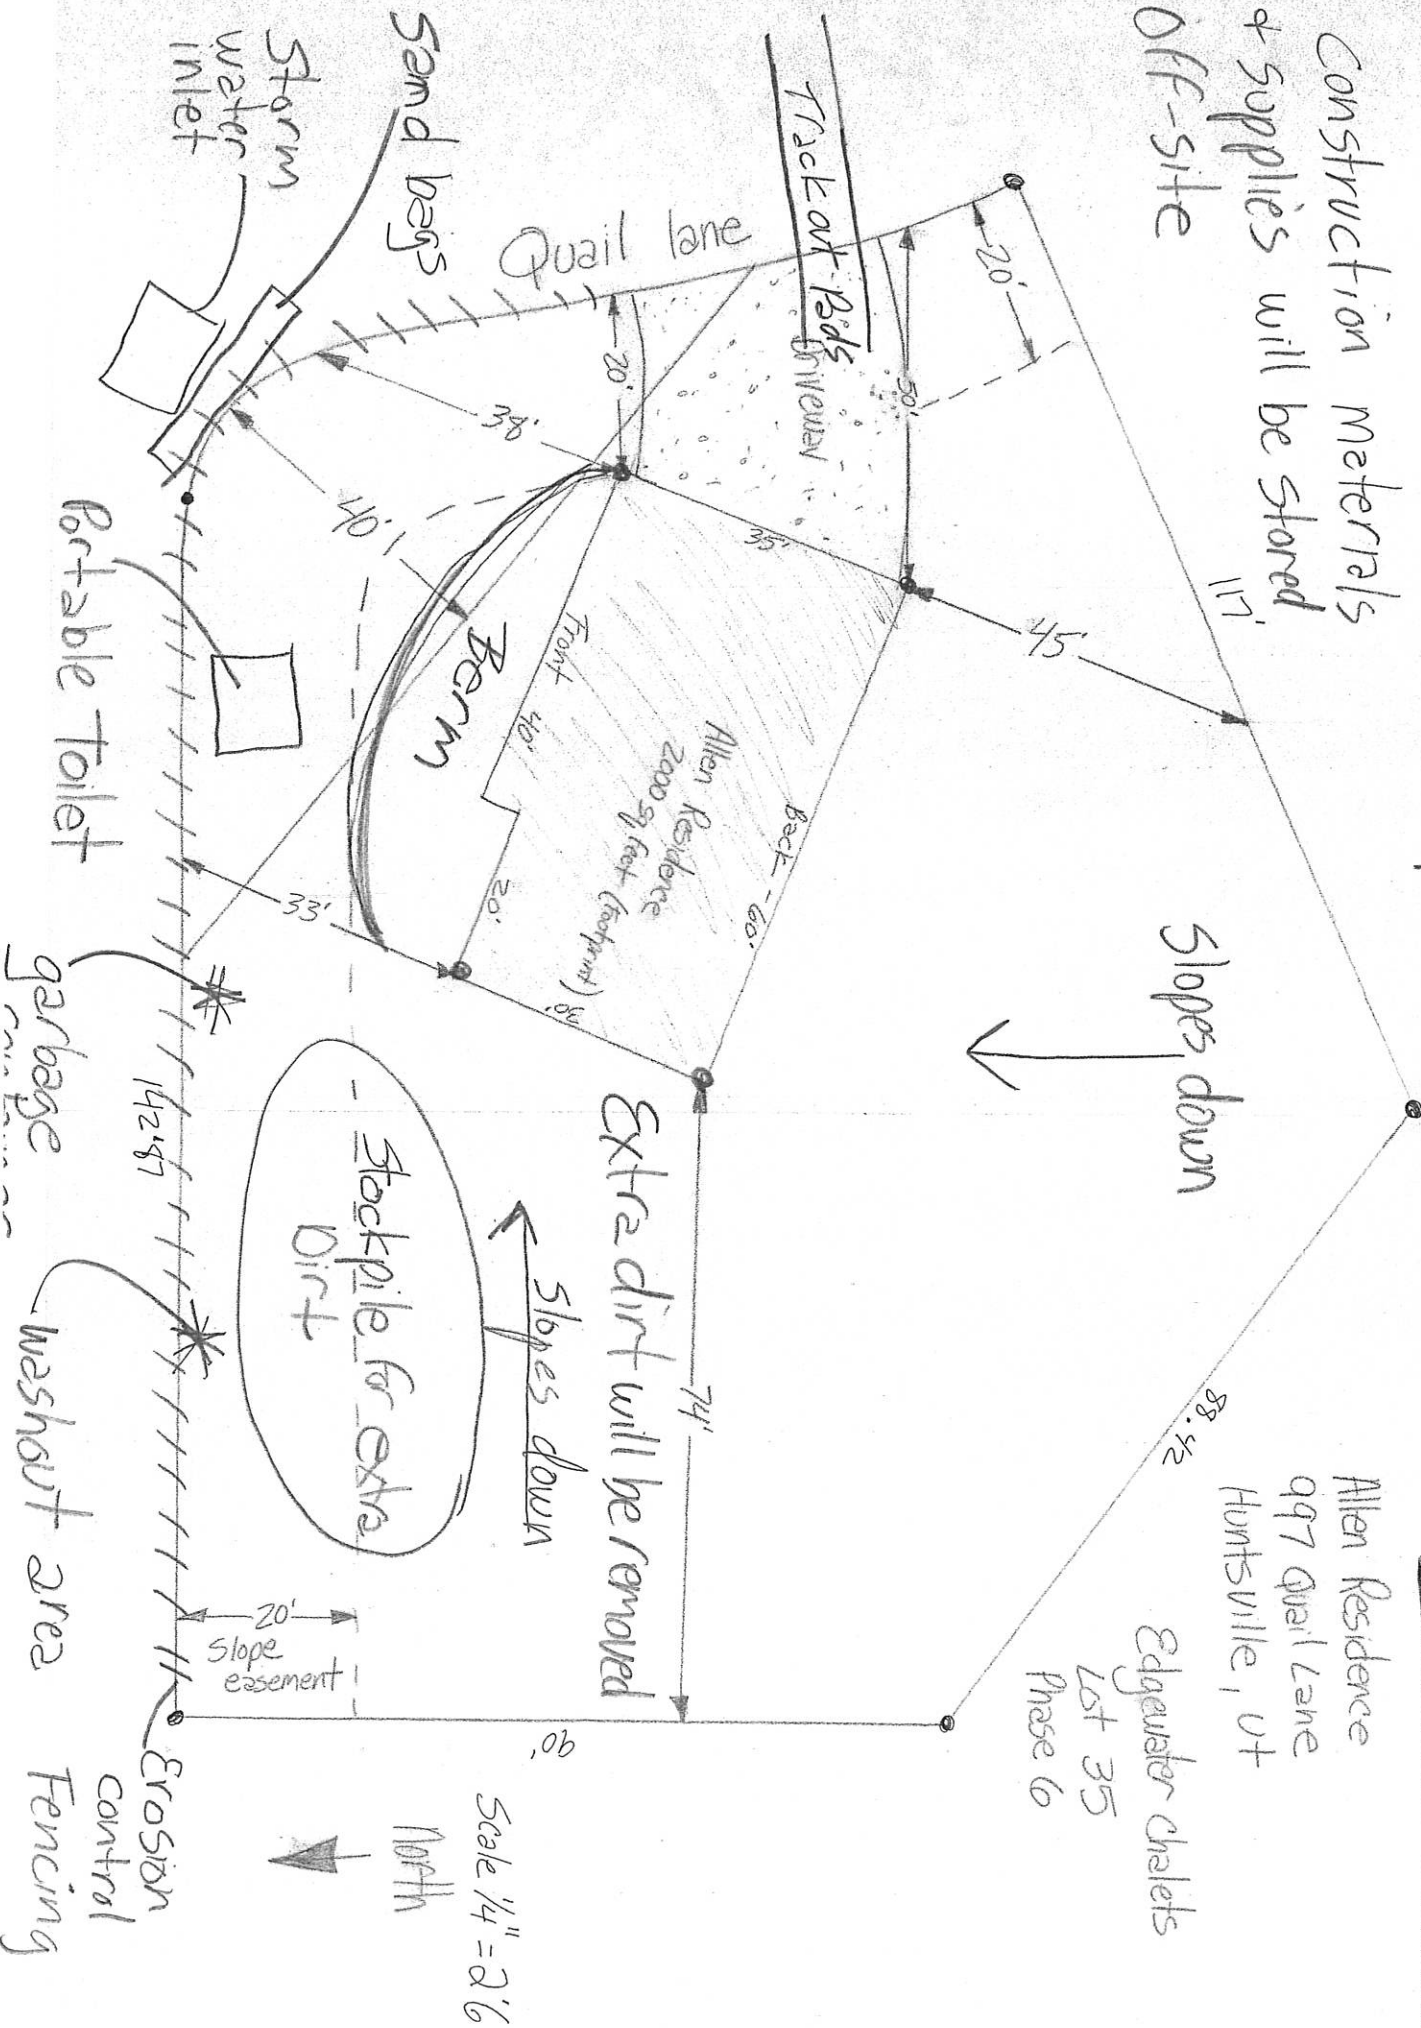 Construction Materials
+ Supplies will be stored
Off-site
Allen Residence
997 Quail Lane
Huntsville, Ut
Edgewater Chalets
Lot 35
Phase 6
117'
88.42
Slopes down
20'
Track out Pads
Driveway
50'
45'
Quail lane
20'
35'
38'
40'
Back - 60'
Allen Residence
2000 sq feet (footprint)
Front 40'
20'
30'
Berm
33'
74'
Extra dirt will be removed
Slopes down
Stockpile for extra
Dirt
20'
Slope
easement
90'
Scale 1/4" = 2'6
North
Sand bags
Storm
water
inlet
Portable Toilet
garbage
142'87
washout area
Erosion
control
Fencing